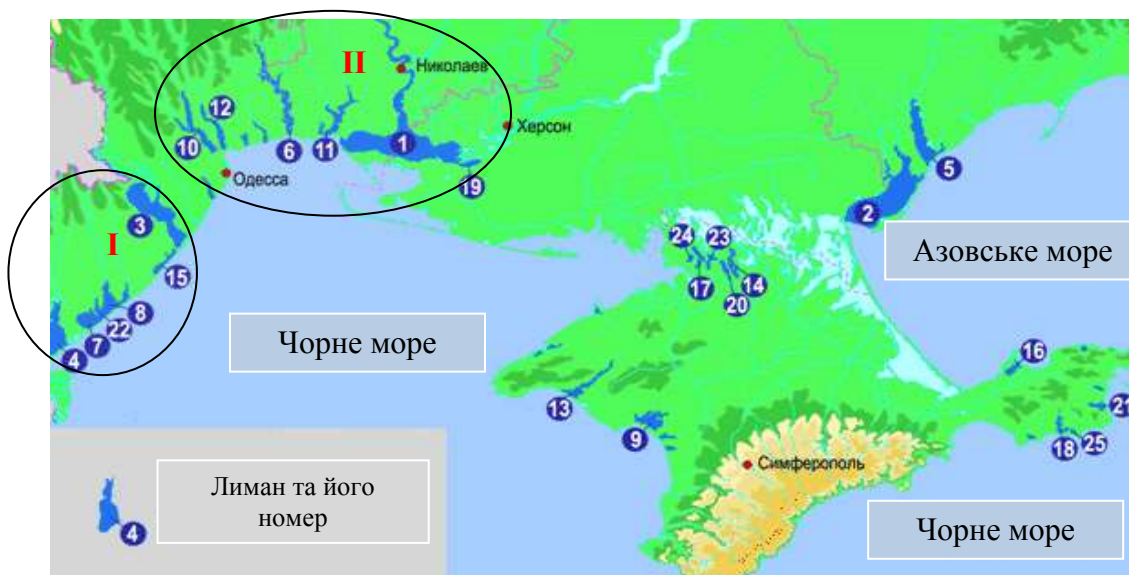 II
Николаев
12
Херсон
10
6
11
1
5
Одесса
19
2
3
I
24
23
Азовське море
15
17
14
20
8
22
Чорне море
7
4
16
13
21
9
18
25
Симферополь
Лиман та його
номер
4
Чорне море